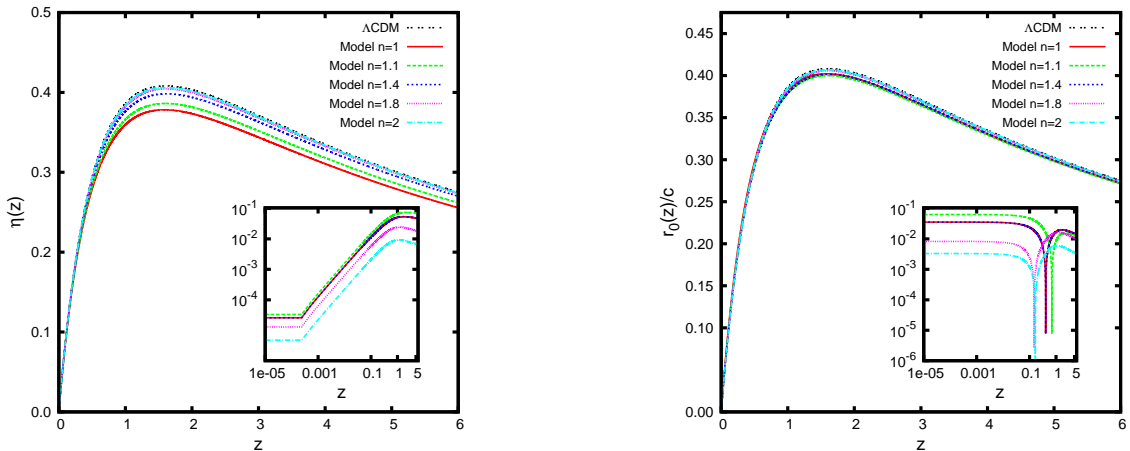 0.5
0.4
0.3
0.2
0.1
0.0
0 1 2 3 4 5 6
z
η(z)
ΛCDM
Model n=1
Model n=1.1
Model n=1.4
Model n=1.8
Model n=2
10^-1
10^-2
10^-3
10^-4
1e-05 0.001 0.1 1 5
z
0.45
0.40
0.35
0.30
0.25
0.20
0.15
0.10
0.05
0.00
0 1 2 3 4 5 6
z
r_0(z)/c
ΛCDM
Model n=1
Model n=1.1
Model n=1.4
Model n=1.8
Model n=2
10^-1
10^-2
10^-3
10^-4
10^-5
10^-6
1e-05 0.001 0.1 1 5
z